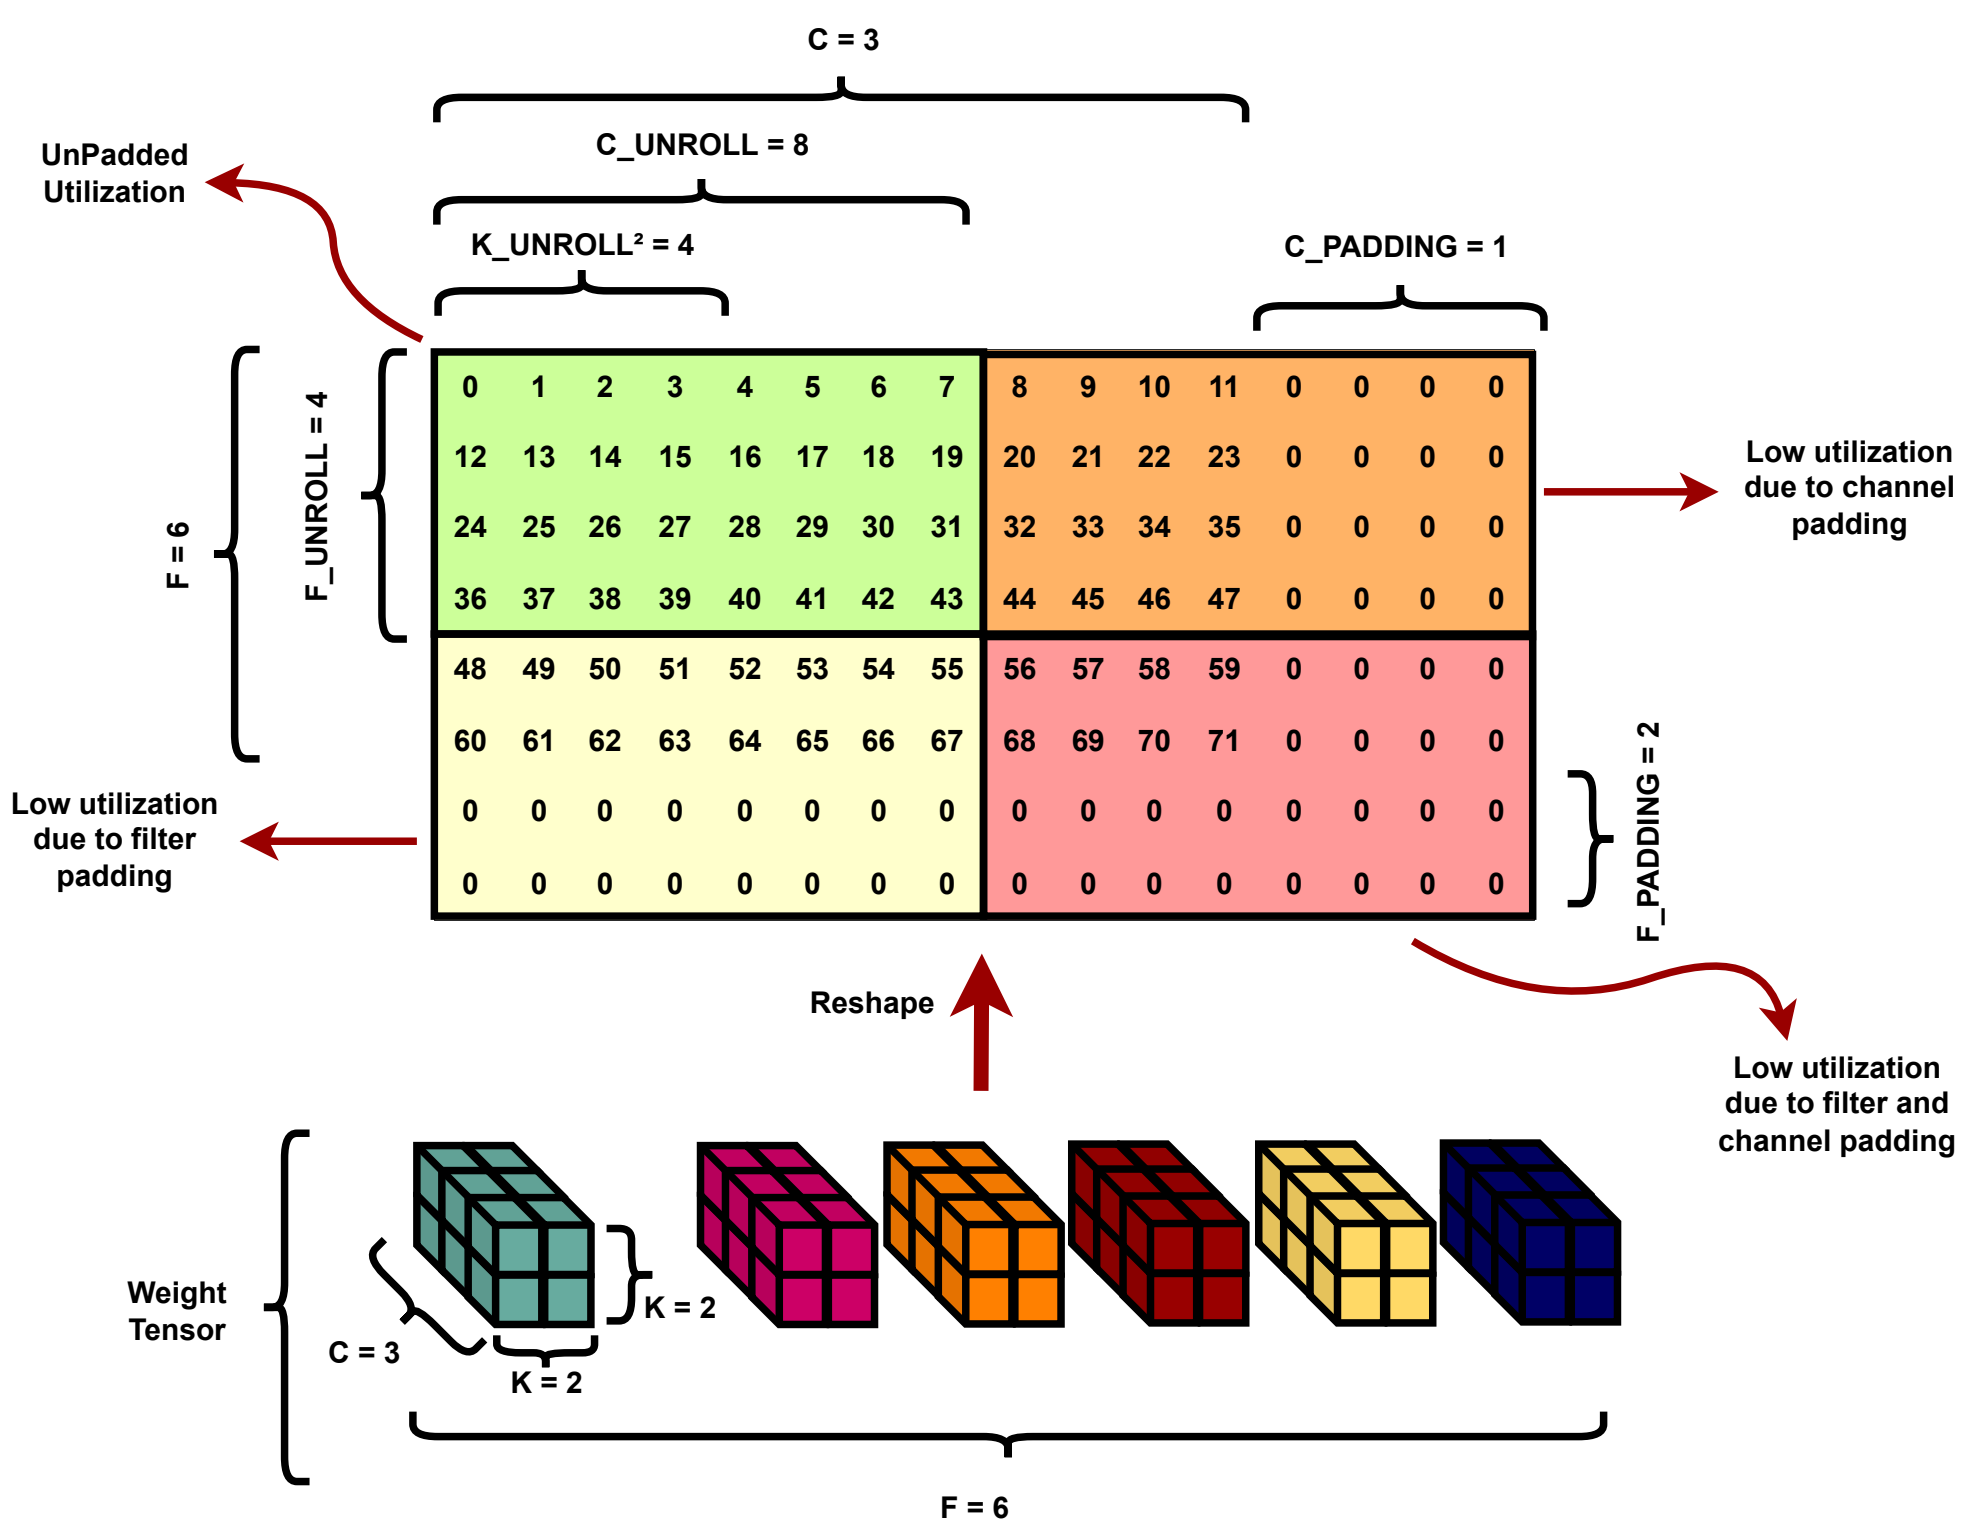 C = 3
C_UNROLL = 8
UnPadded
Utilization
K_UNROLL² = 4
C_PADDING = 1
F = 6
F_UNROLL = 4
0 1 2 3 4 5 6 7 8 9 10 11 0 0 0 0
12 13 14 15 16 17 18 19 20 21 22 23 0 0 0 0
24 25 26 27 28 29 30 31 32 33 34 35 0 0 0 0
36 37 38 39 40 41 42 43 44 45 46 47 0 0 0 0
48 49 50 51 52 53 54 55 56 57 58 59 0 0 0 0
60 61 62 63 64 65 66 67 68 69 70 71 0 0 0 0
0 0 0 0 0 0 0 0 0 0 0 0 0 0 0 0
0 0 0 0 0 0 0 0 0 0 0 0 0 0 0 0
Low utilization
due to channel
padding
F_PADDING = 2
Low utilization
due to filter
padding
Reshape
Low utilization
due to filter and
channel padding
Weight
Tensor
C = 3
K = 2
K = 2
F = 6